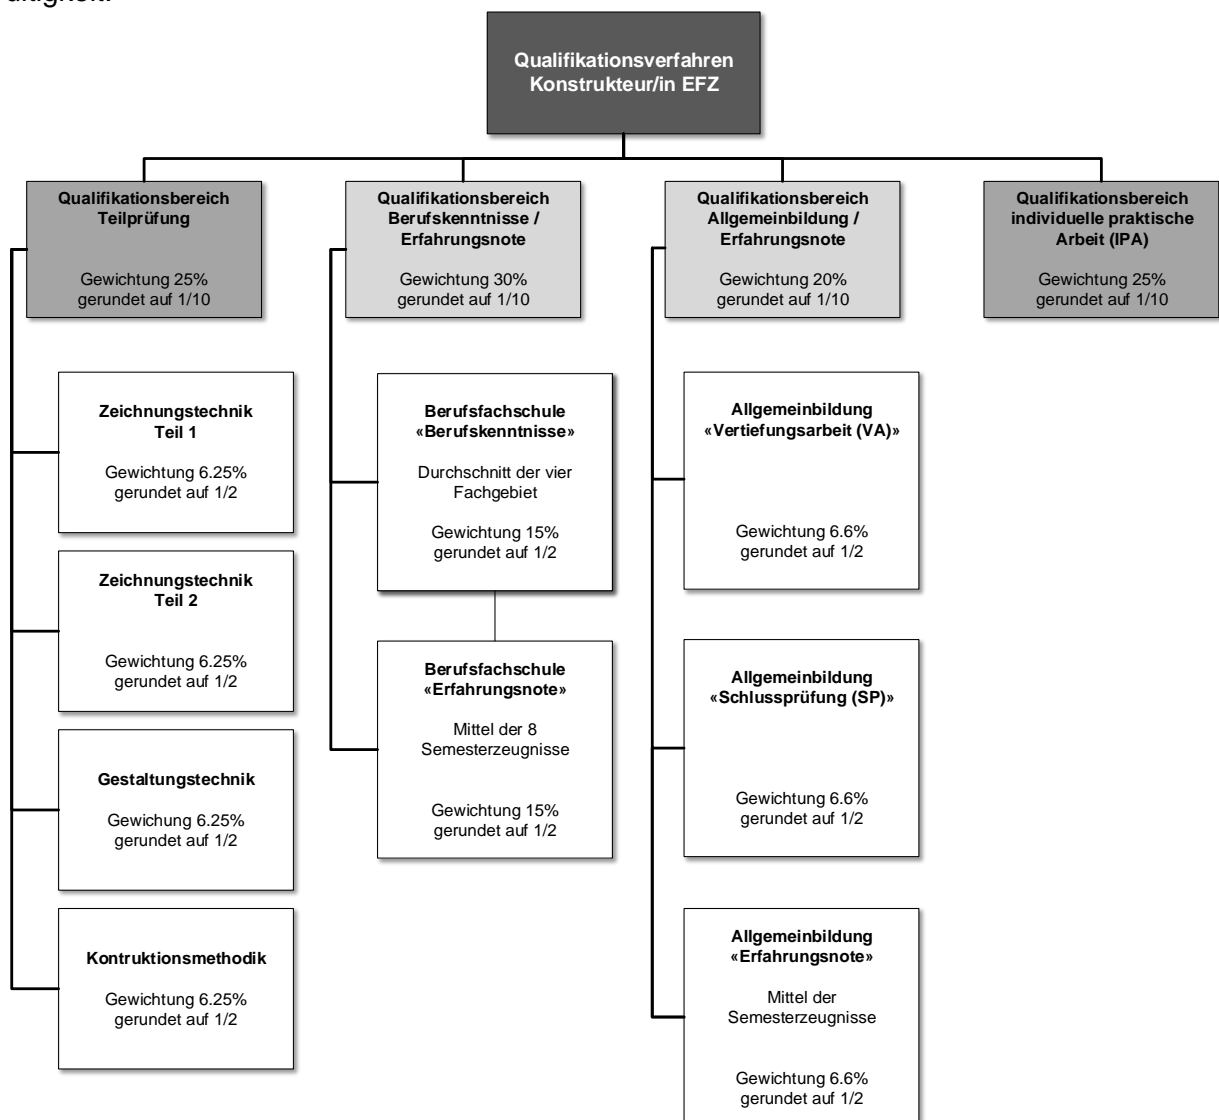 Qualifikationsverfahren
Konstrukteur/in EFZ
Qualifikationsbereich
Teilprüfung
Gewichtung 25%
gerundet auf 1/10
Qualifikationsbereich
Berufskenntnisse /
Erfahrungsnote
Gewichtung 30%
gerundet auf 1/10
Qualifikationsbereich
Allgemeinbildung /
Erfahrungsnote
Gewichtung 20%
gerundet auf 1/10
Qualifikationsbereich
individuelle praktische
Arbeit (IPA)
Gewichtung 25%
gerundet auf 1/10
Zeichnungstechnik
Teil 1
Gewichtung 6.25%
gerundet auf 1/2
Zeichnungstechnik
Teil 2
Gewichtung 6.25%
gerundet auf 1/2
Gestaltungstechnik
Gewichung 6.25%
gerundet auf 1/2
Kontruktionsmethodik
Gewichtung 6.25%
gerundet auf 1/2
Berufsfachschule
«Berufskenntnisse»
Durchschnitt der vier
Fachgebiet
Gewichtung 15%
gerundet auf 1/2
Berufsfachschule
«Erfahrungsnote»
Mittel der 8
Semesterzeugnisse
Gewichtung 15%
gerundet auf 1/2
Allgemeinbildung
«Vertiefungsarbeit (VA)»
Gewichtung 6.6%
gerundet auf 1/2
Allgemeinbildung
«Schlussprüfung (SP)»
Gewichtung 6.6%
gerundet auf 1/2
Allgemeinbildung
«Erfahrungsnote»
Mittel der
Semesterzeugnisse
Gewichtung 6.6%
gerundet auf 1/2